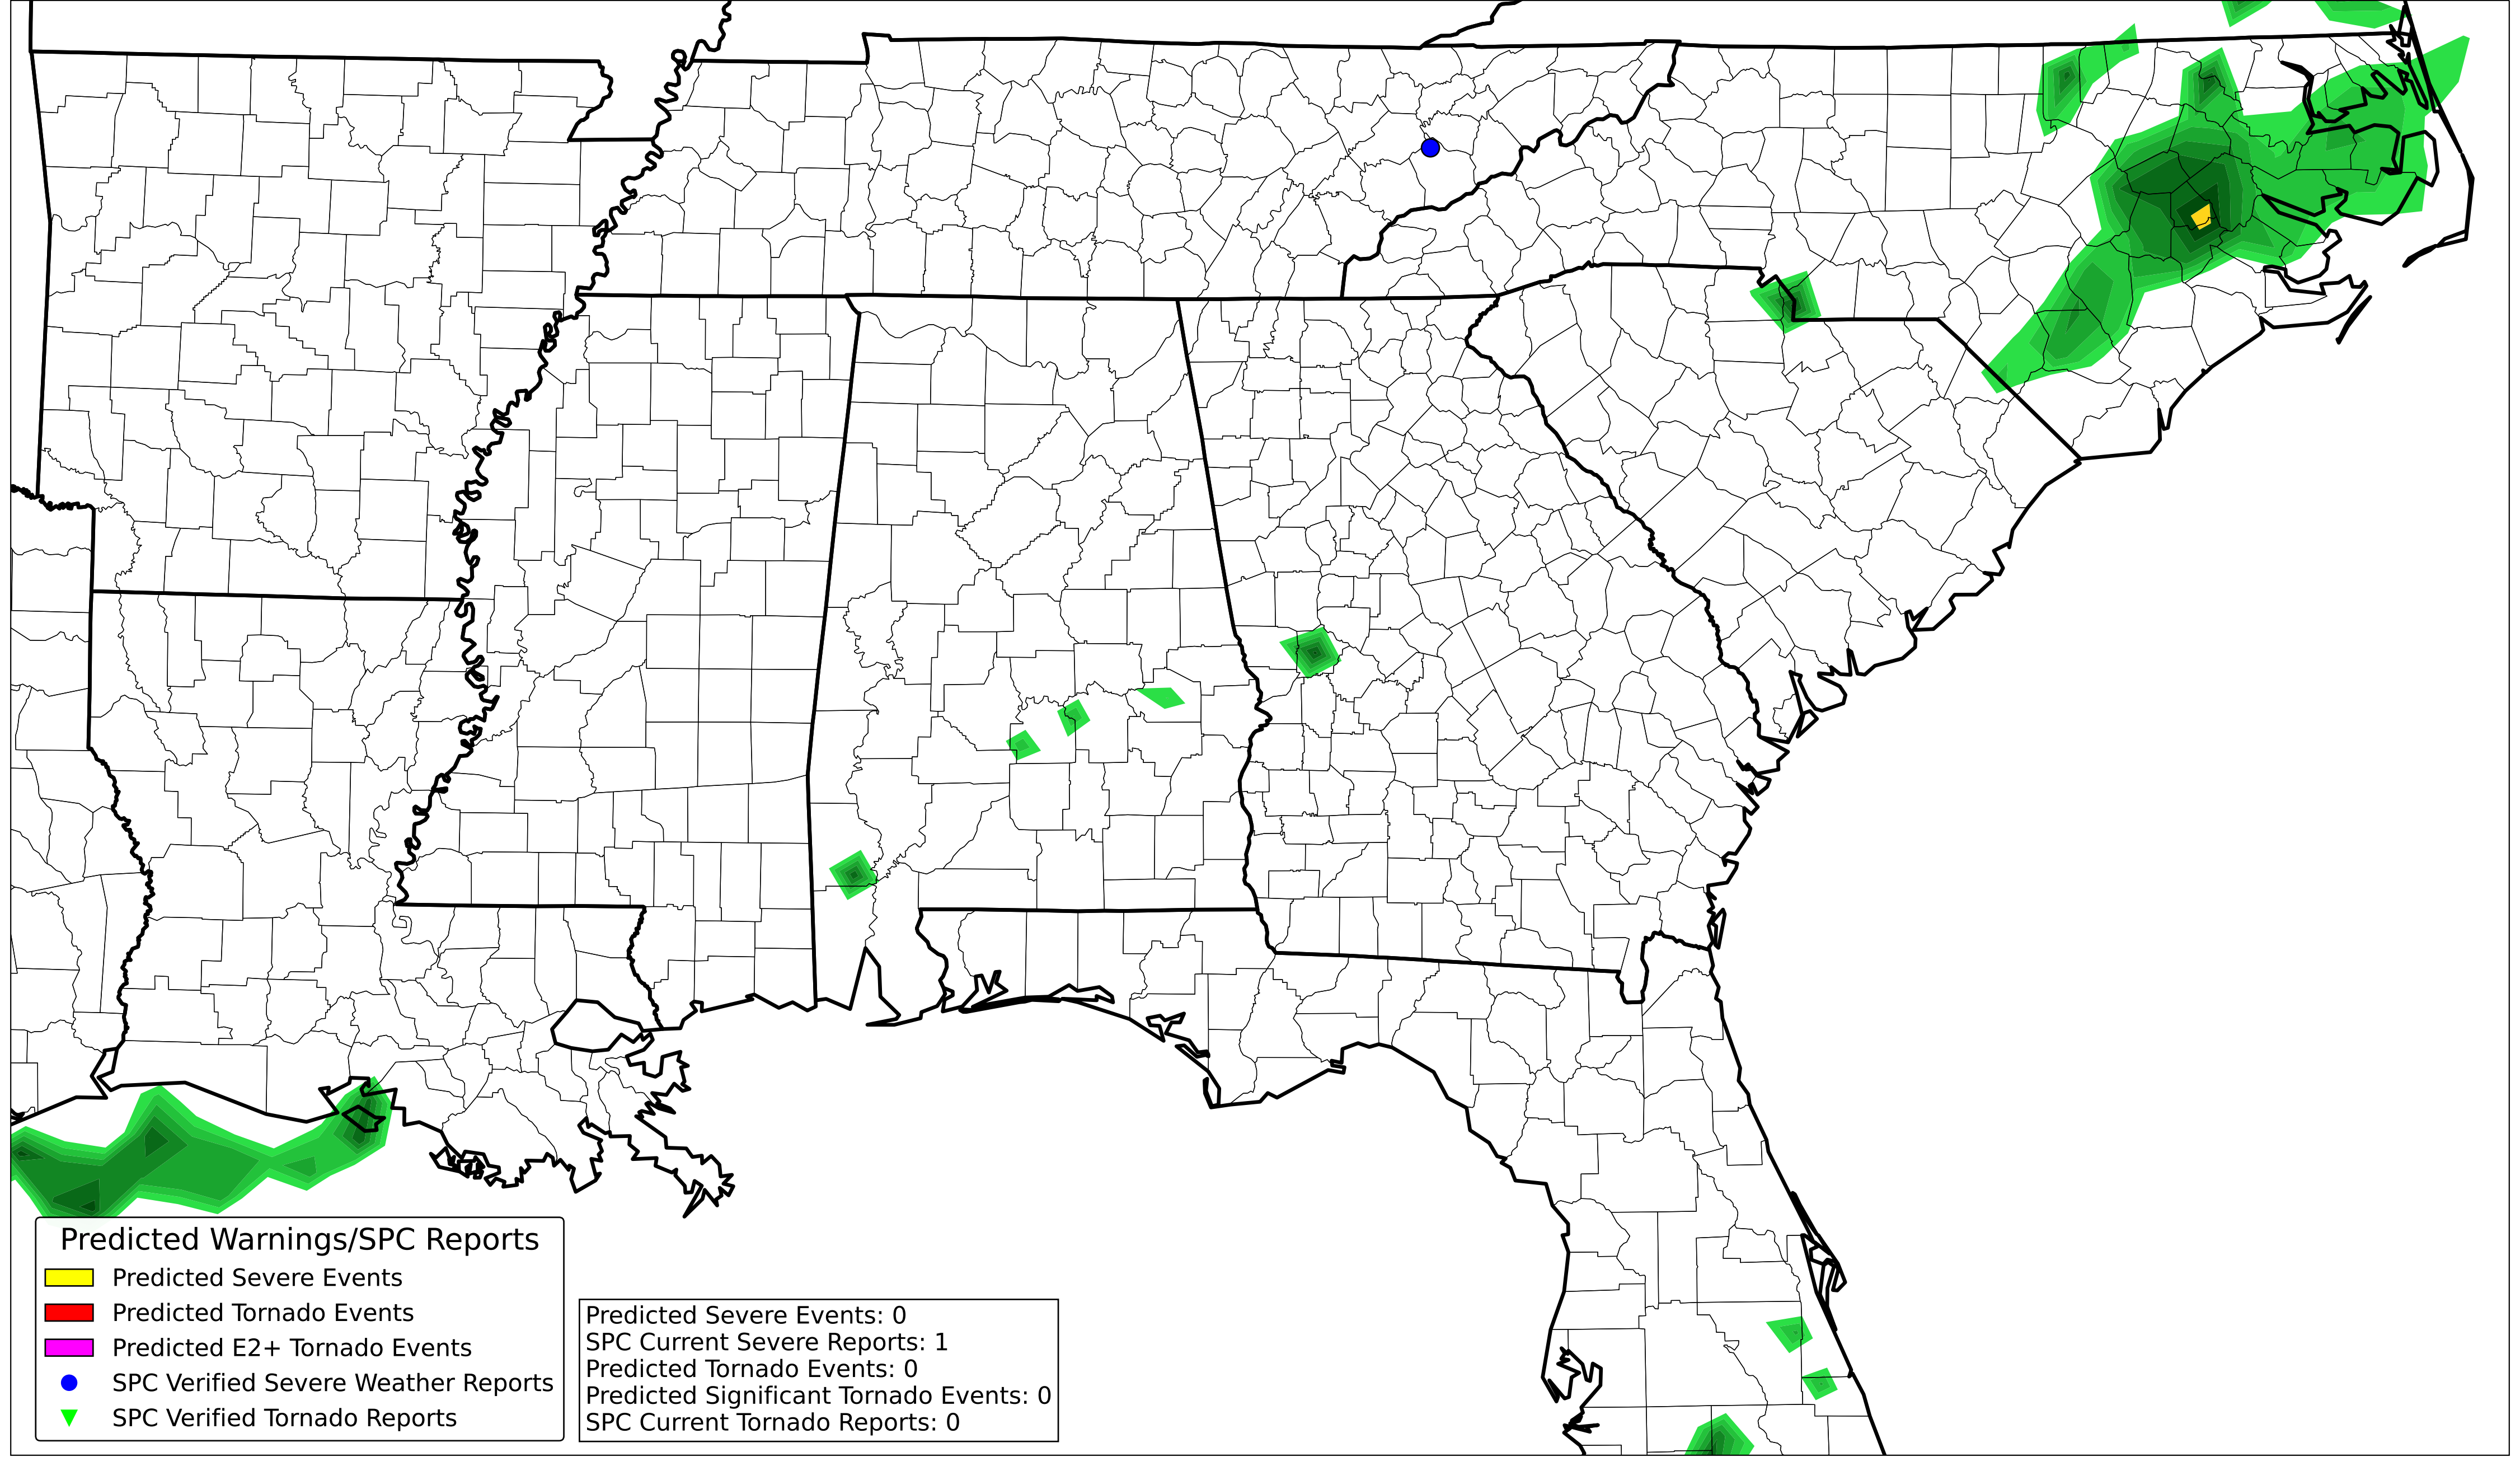 Predicted Warnings/SPC Reports
Predicted Severe Events
Predicted Tornado Events
Predicted E2+ Tornado Events
SPC Verified Severe Weather Reports
SPC Verified Tornado Reports
Predicted Severe Events: 0
SPC Current Severe Reports: 1
Predicted Tornado Events: 0
Predicted Significant Tornado Events: 0
SPC Current Tornado Reports: 0